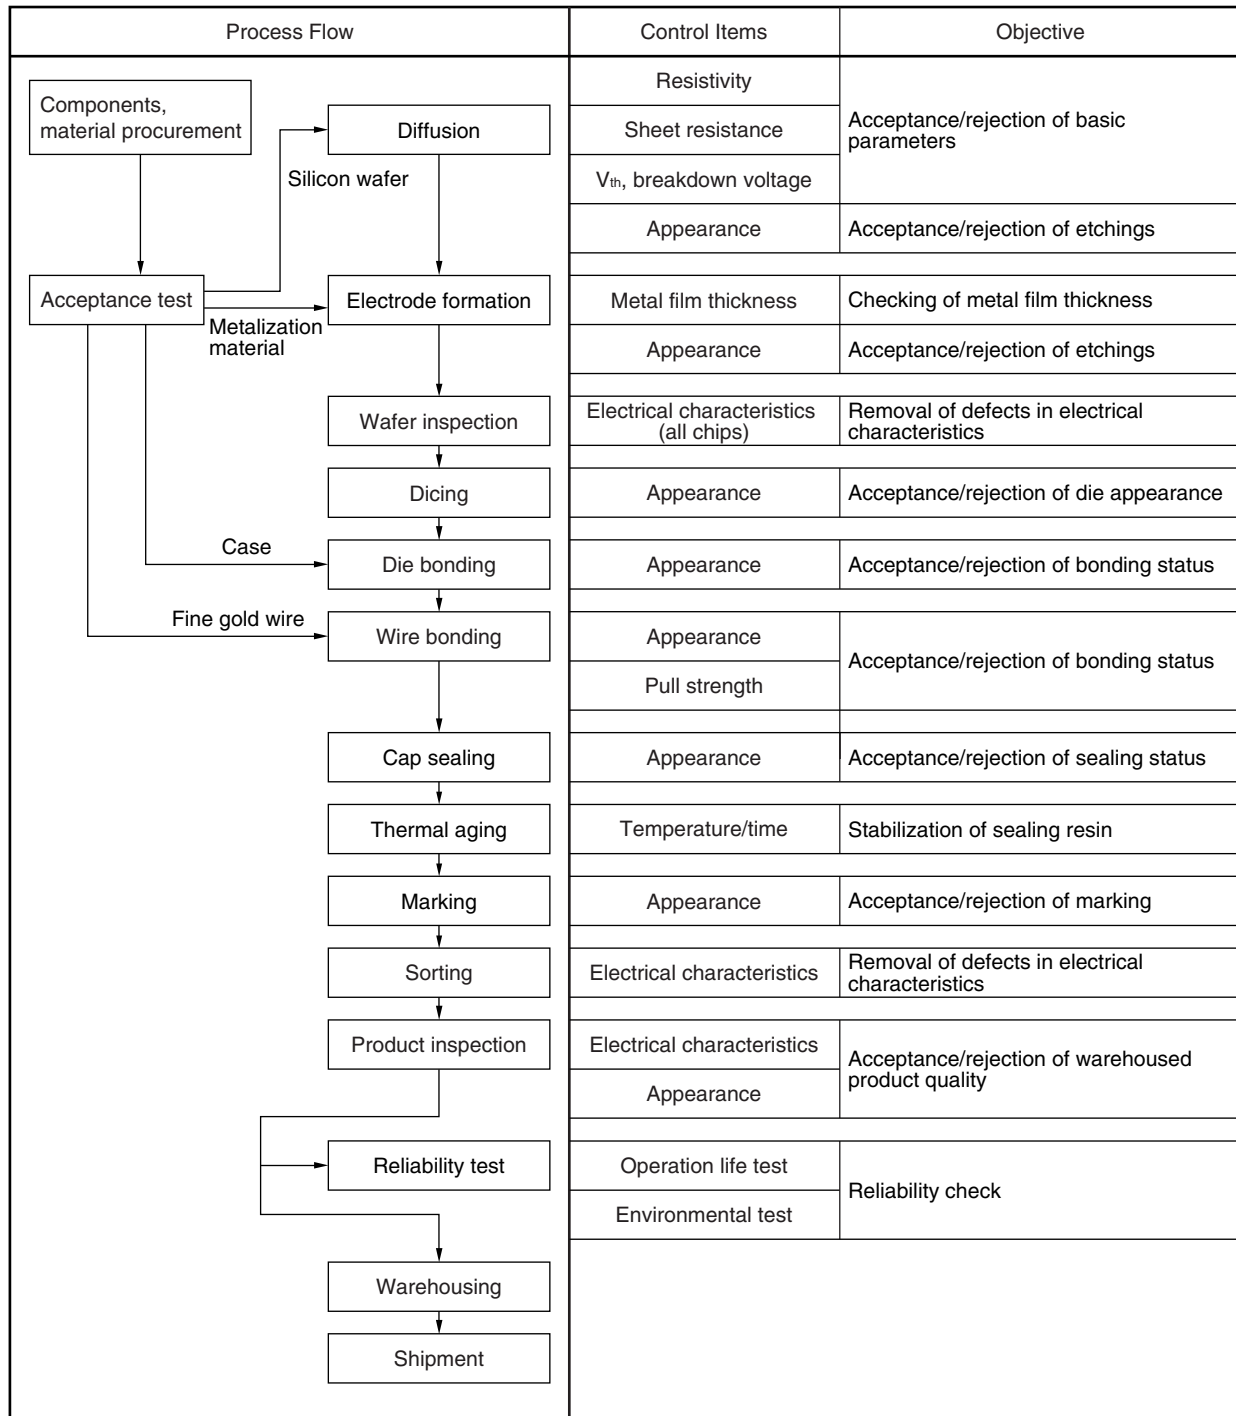 Process Flow
Control Items
Objective
Components,
material procurement
Diffusion
Silicon wafer
Resistivity
Sheet resistance
Vth, breakdown voltage
Acceptance/rejection of basic
parameters
Appearance
Acceptance/rejection of etchings
Acceptance test
Metalization
material
Electrode formation
Metal film thickness
Checking of metal film thickness
Appearance
Acceptance/rejection of etchings
Wafer inspection
Electrical characteristics
(all chips)
Removal of defects in electrical
characteristics
Dicing
Appearance
Acceptance/rejection of die appearance
Case
Die bonding
Appearance
Acceptance/rejection of bonding status
Fine gold wire
Wire bonding
Appearance
Pull strength
Acceptance/rejection of bonding status
Cap sealing
Appearance
Acceptance/rejection of sealing status
Thermal aging
Temperature/time
Stabilization of sealing resin
Marking
Appearance
Acceptance/rejection of marking
Sorting
Electrical characteristics
Removal of defects in electrical
characteristics
Product inspection
Electrical characteristics
Appearance
Acceptance/rejection of warehoused
product quality
Reliability test
Operation life test
Environmental test
Reliability check
Warehousing
Shipment